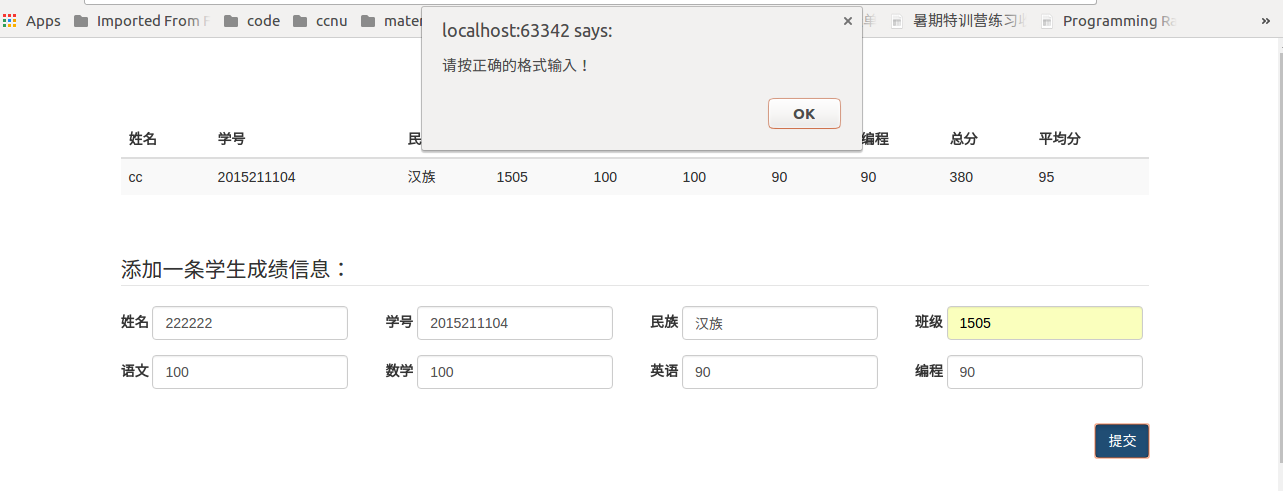 Apps Imported From code ccnu mater 单 暑期特训营练习 Programming Ra »
localhost:63342 says: ×
请按正确的格式输入！
OK
姓名 学号 民 编程 总分 平均分
cc 2015211104 汉族 1505 100 100 90 90 380 95
添加一条学生成绩信息：
姓名 222222 学号 2015211104 民族 汉族 班级 1505
语文 100 数学 100 英语 90 编程 90
提交